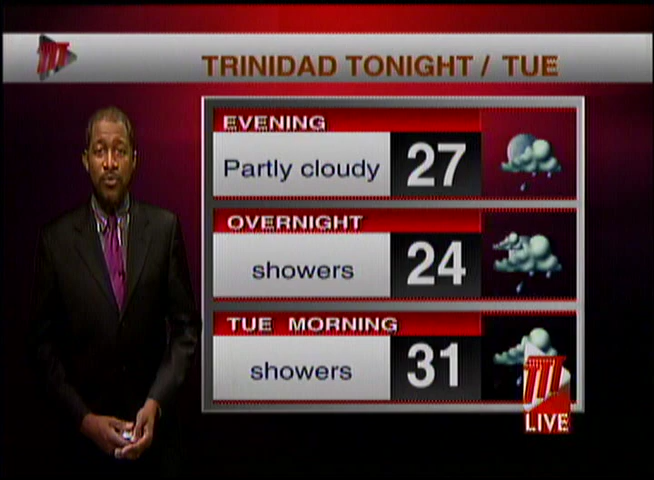 TRINIDAD TONIGHT / TUE
EVENING
Partly cloudy 27
OVERNIGHT
showers 24
TUE MORNING
showers 31
LIVE